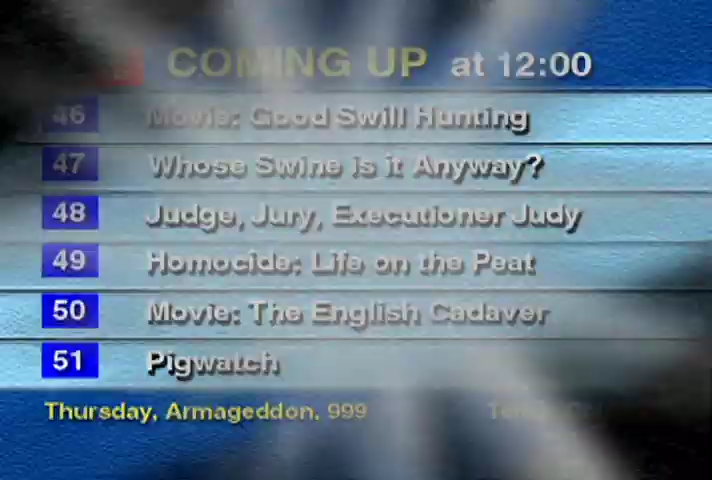 COMING UP at 12:00
46 Movie: Good Swill Hunting
47 Whose Swine is it Anyway?
48 Judge, Jury, Executioner Judy
49 Homocide: Life on the Peat
50 Movie: The English Cadaver
51 Pigwatch
Thursday, Armageddon, 999